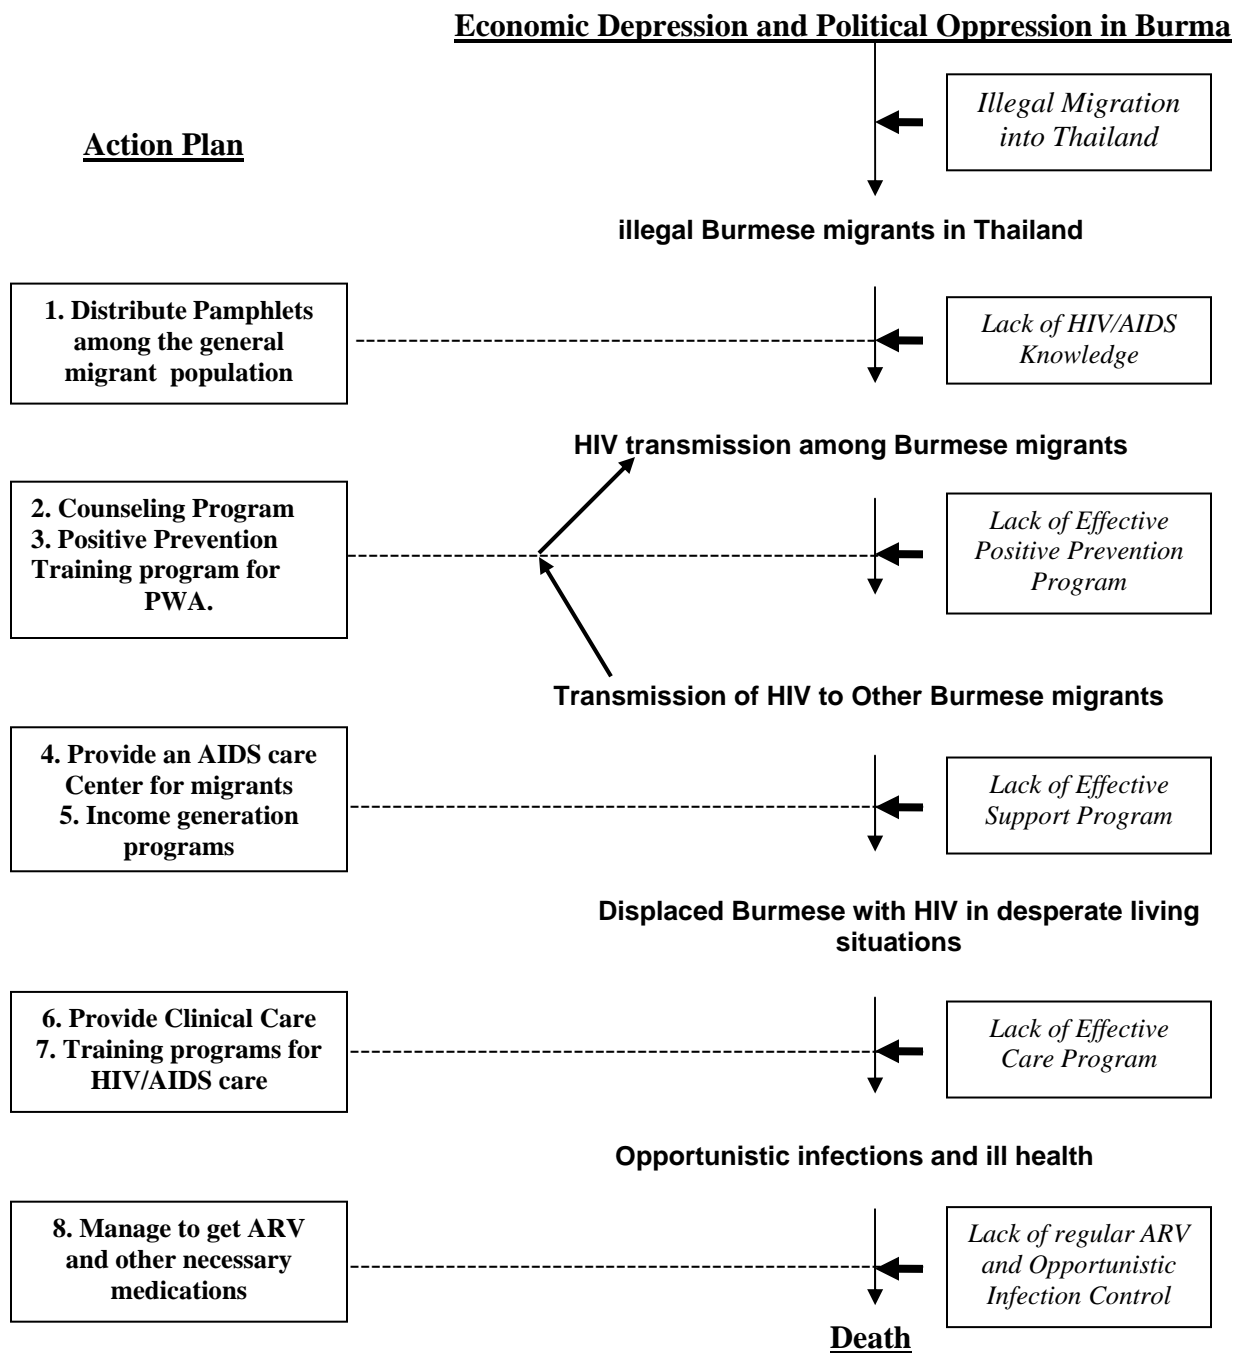 Economic Depression and Political Oppression in Burma
Illegal Migration
into Thailand
Action Plan
illegal Burmese migrants in Thailand
1. Distribute Pamphlets
among the general
migrant population
Lack of HIV/AIDS
Knowledge
HIV transmission among Burmese migrants
2. Counseling Program
3. Positive Prevention
Training program for
PWA.
Lack of Effective
Positive Prevention
Program
Transmission of HIV to Other Burmese migrants
4. Provide an AIDS care
Center for migrants
5. Income generation
programs
Lack of Effective
Support Program
Displaced Burmese with HIV in desperate living
situations
6. Provide Clinical Care
7. Training programs for
HIV/AIDS care
Lack of Effective
Care Program
Opportunistic infections and ill health
8. Manage to get ARV
and other necessary
medications
Lack of regular ARV
and Opportunistic
Infection Control
Death